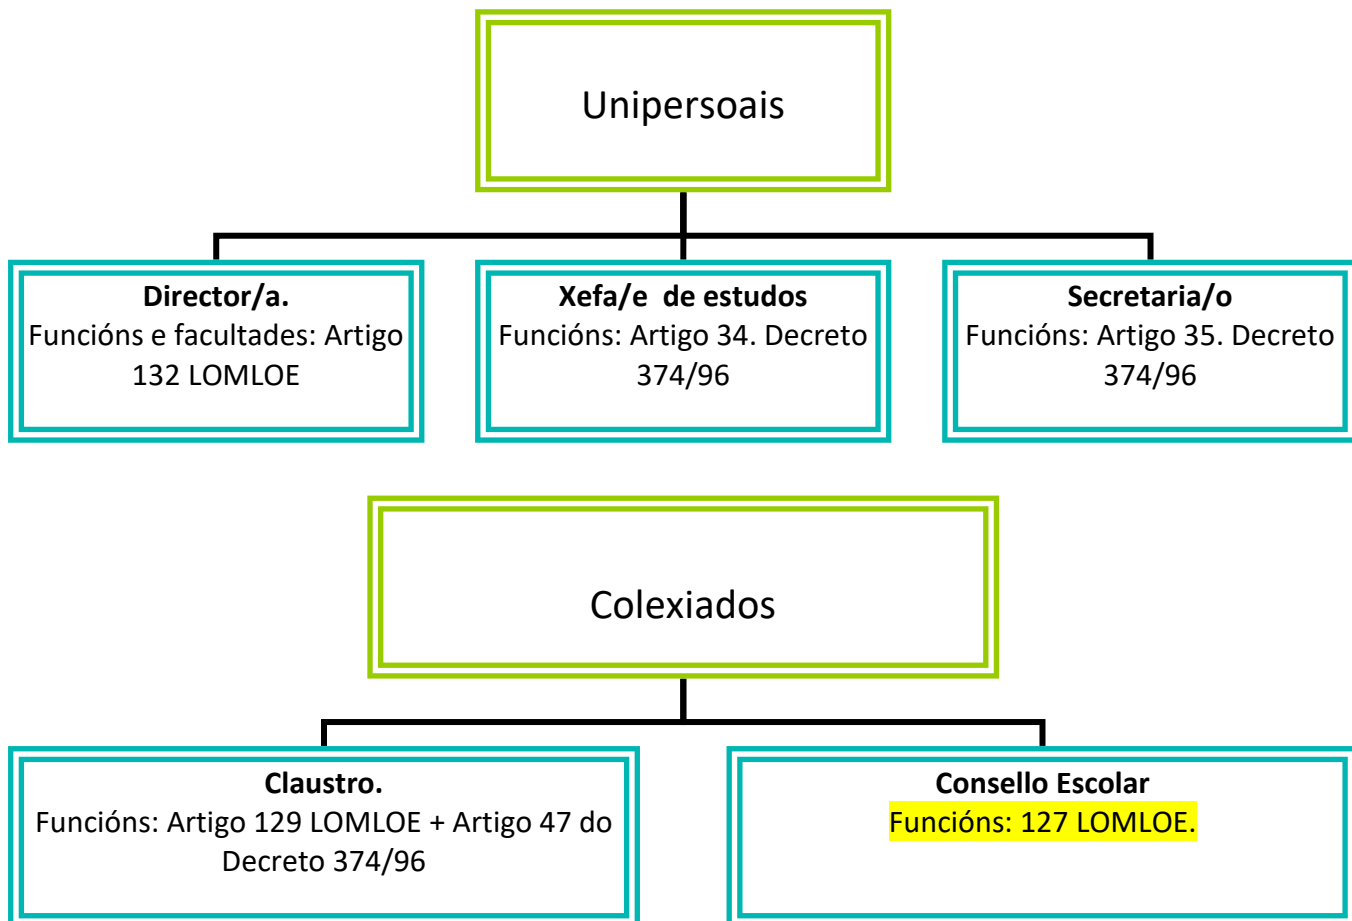 Unipersoais
Director/a.
Funcións e facultades: Artigo
132 LOMLOE
Xefa/e  de estudos
Funcións: Artigo 34. Decreto
374/96
Secretaria/o
Funcións: Artigo 35. Decreto
374/96
Colexiados
Claustro.
Funcións: Artigo 129 LOMLOE + Artigo 47 do
Decreto 374/96
Consello Escolar
Funcións: 127 LOMLOE.